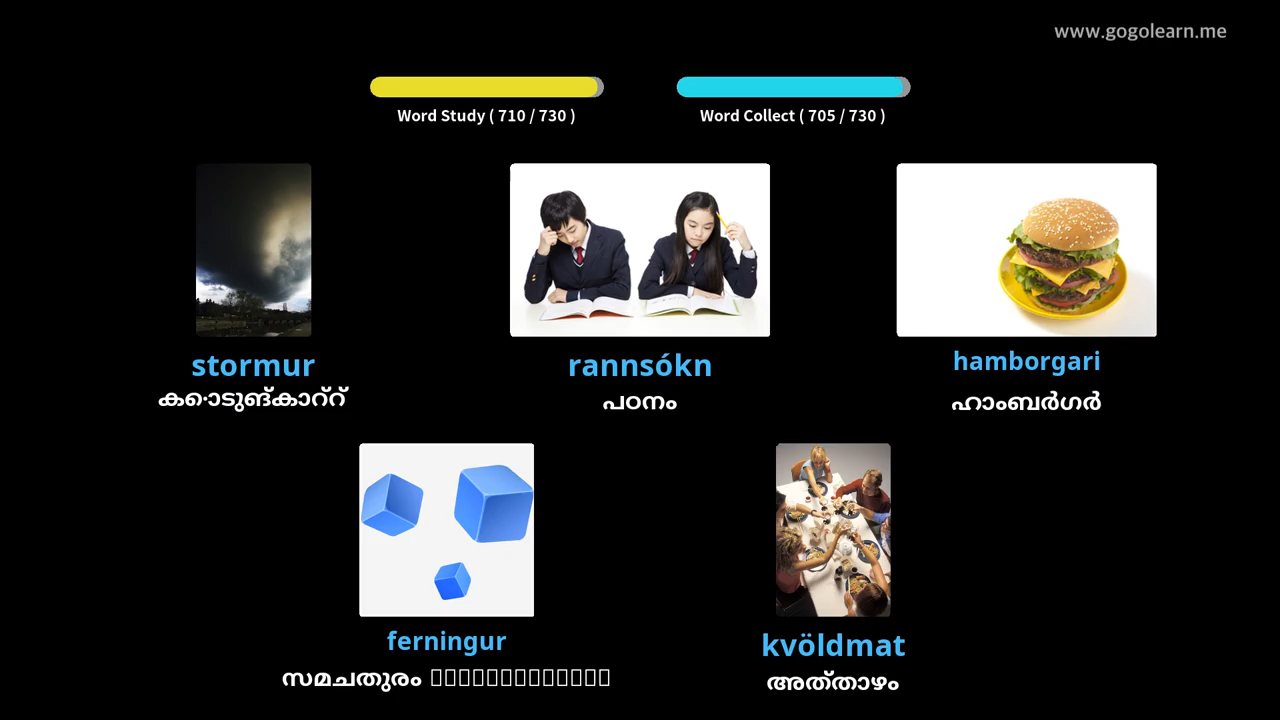 www.gogolearn.me
Word Study ( 710 / 730 )
Word Collect ( 705 / 730 )
stormur
കൊടുങ്കാറ്റ്
rannsókn
പഠനം
hamborgari
ഹാംബർഗർ
ferningur
സമചതുരം
kvöldmat
അത്താഴം